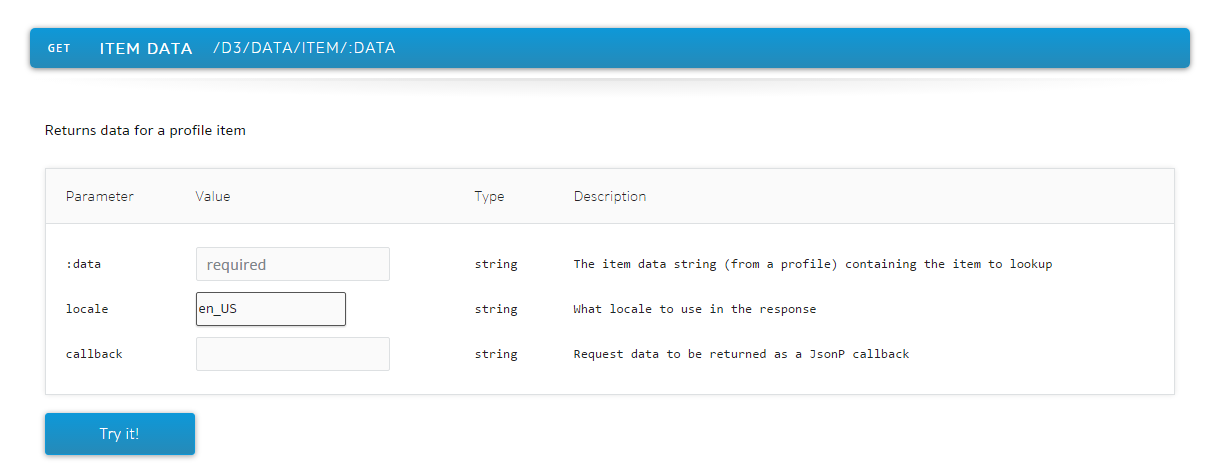 GET ITEM DATA /D3/DATA/ITEM/:DATA
Returns data for a profile item
Parameter Value Type Description
:data required string The item data string (from a profile) containing the item to lookup
locale en_US string What locale to use in the response
callback string Request data to be returned as a JsonP callback
Try it!